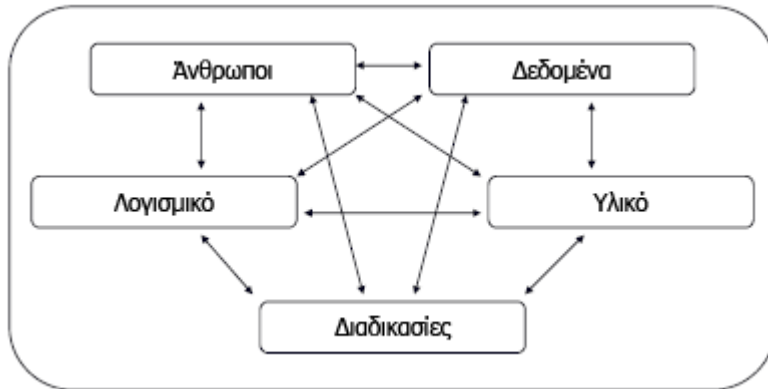 Άνθρωποι
Δεδομένα
Λογισμικό
Υλικό
Διαδικασίες